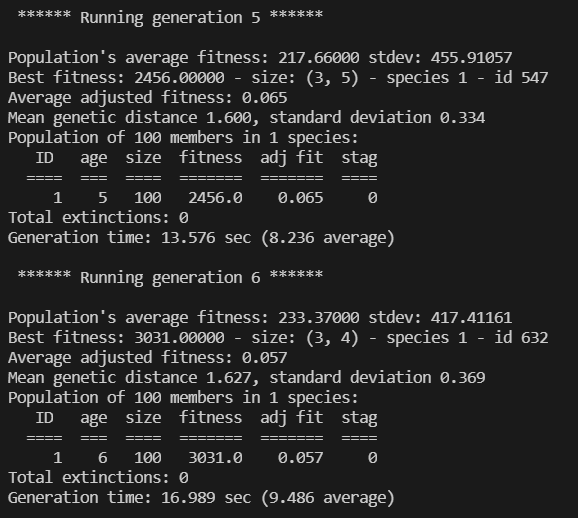 ****** Running generation 5 ******
Population's average fitness: 217.66000 stdev: 455.91057
Best fitness: 2456.00000 - size: (3, 5) - species 1 - id 547
Average adjusted fitness: 0.065
Mean genetic distance 1.600, standard deviation 0.334
Population of 100 members in 1 species:
   ID   age  size   fitness   adj fit  stag
  ====  ===  ====  =======  =======  ====
     1    5   100   2456.0    0.065     0
Total extinctions: 0
Generation time: 13.576 sec (8.236 average)
****** Running generation 6 ******
Population's average fitness: 233.37000 stdev: 417.41161
Best fitness: 3031.00000 - size: (3, 4) - species 1 - id 632
Average adjusted fitness: 0.057
Mean genetic distance 1.627, standard deviation 0.369
Population of 100 members in 1 species:
   ID   age  size   fitness   adj fit  stag
  ====  ===  ====  =======  =======  ====
     1    6   100   3031.0    0.057     0
Total extinctions: 0
Generation time: 16.989 sec (9.486 average)